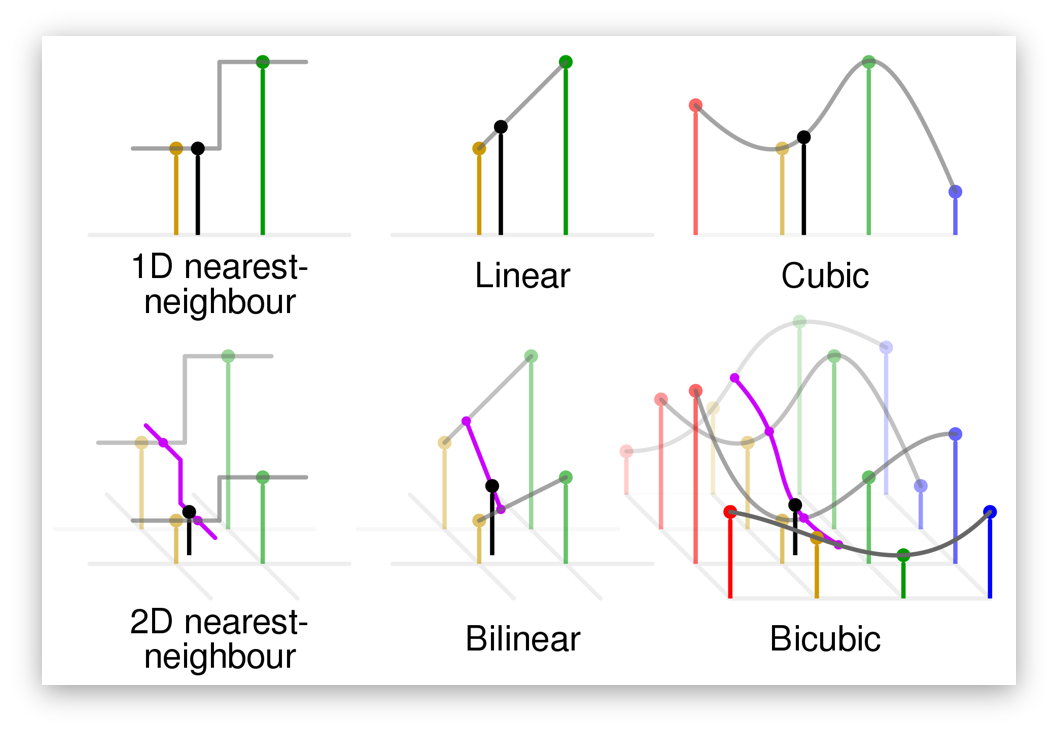 1D nearest-
neighbour
Linear
Cubic
2D nearest-
neighbour
Bilinear
Bicubic